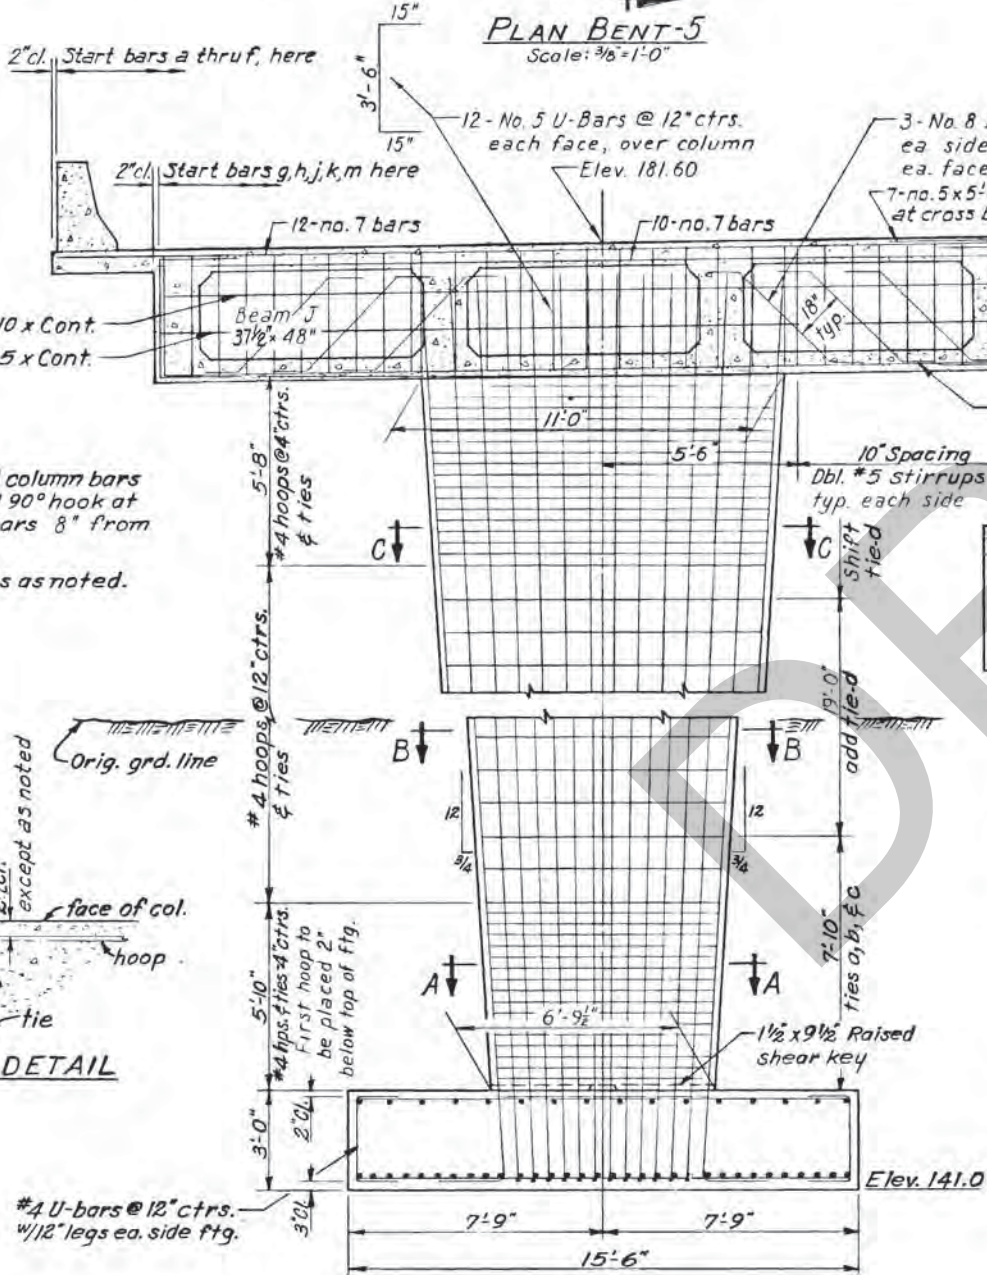 PLAN BENT-5
Scale: 3/8"=1'-0"
15"
3'-6"
15"
2"cl. Start bars a thru f, here
12-No. 5 U-Bars @ 12" ctrs.
each face, over column
Elev. 181.60
3-No. 8
ea. side
ea. face
7-no. 5 x 5'-
at cross
2"cl. Start bars g,h,j,k,m here
12-no. 7 bars
10-no. 7 bars
10 x Cont.
5 x Cont.
Beam J
37½" x 48"
18"
typ.
11'-0"
5'-6"
10" Spacing
Dbl. #5 stirrups
typ. each side
5'-8"
#4 hoops @ 4" ctrs.
& ties
column bars
90° hook at
ars 8" from
s as noted.
C
C
shift
tie-d
#4 hoops @ 12" ctrs.
& ties
19'-0"
add tie-d
Orig. grd. line
B
B
12
3/4
12
3/4
except as noted
face of col.
hoop
tie
DETAIL
5'-10"
#4 hps. & ties @ 4" ctrs.
First hoop to
be placed 2"
below top of ftg.
A
A
7'-10"
ties a, b, & c
6'-9½"
1½ x 9½" Raised
shear key
3'-0"
2"Cl.
3"Cl.
Elev. 141.0
#4 U-bars @ 12" ctrs.
w/12" legs ea. side ftg.
7'-9"
7'-9"
15'-6"